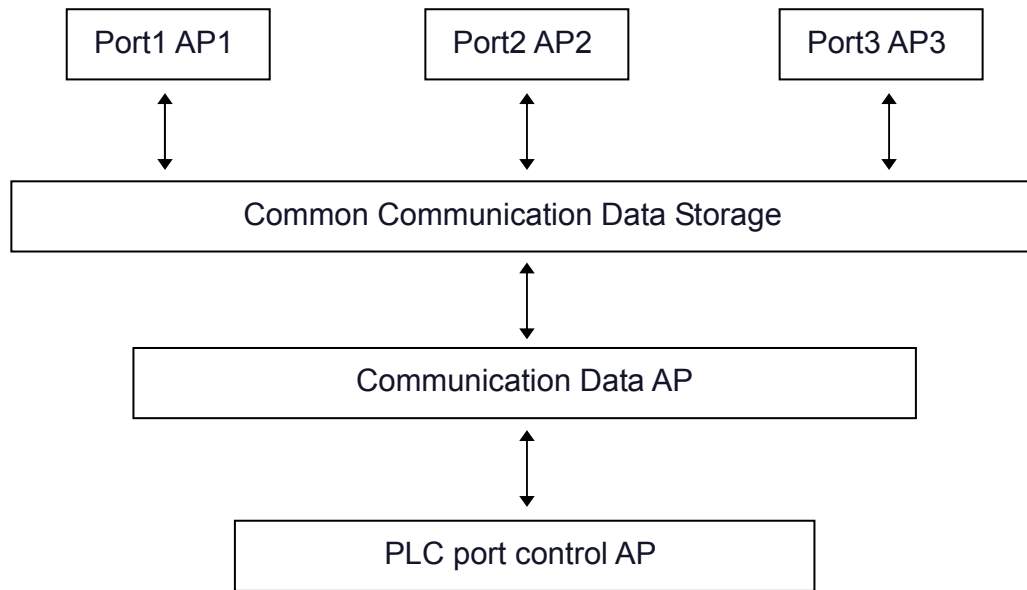 Port1 AP1
Port2 AP2
Port3 AP3
Common Communication Data Storage
Communication Data AP
PLC port control AP